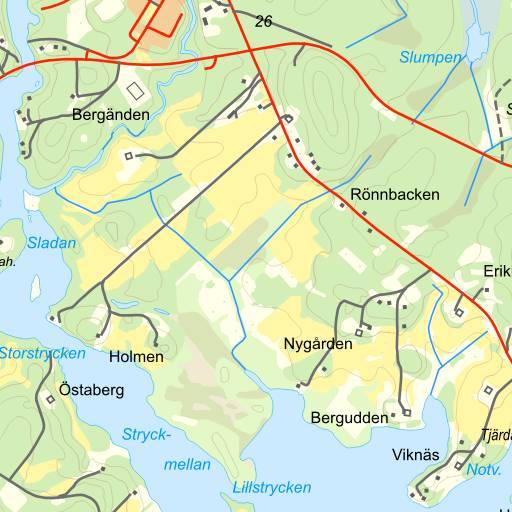 26
Slumpen
Bergänden
S
Rönnbacken
Sladan
ah.
Erik
Storstrycken
Holmen
Nygården
Östaberg
Bergudden
Stryck-
mellan
Tjärda
Viknäs
Notv.
Lillstrycken